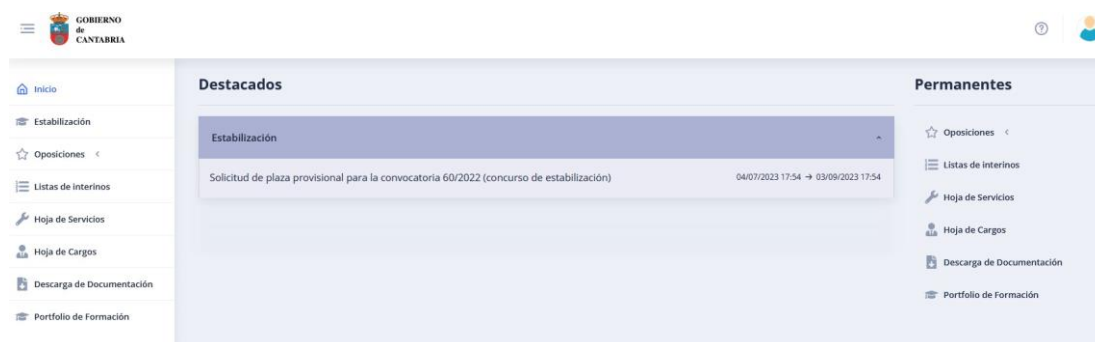 GOBIERNO
de
CANTABRIA
Inicio
Estabilización
Oposiciones
Listas de interinos
Hoja de Servicios
Hoja de Cargos
Descarga de Documentación
Portfolio de Formación
Destacados
Estabilización
Solicitud de plaza provisional para la convocatoria 60/2022 (concurso de estabilización) 04/07/2023 17:54 → 03/09/2023 17:54
Permanentes
Oposiciones
Listas de interinos
Hoja de Servicios
Hoja de Cargos
Descarga de Documentación
Portfolio de Formación